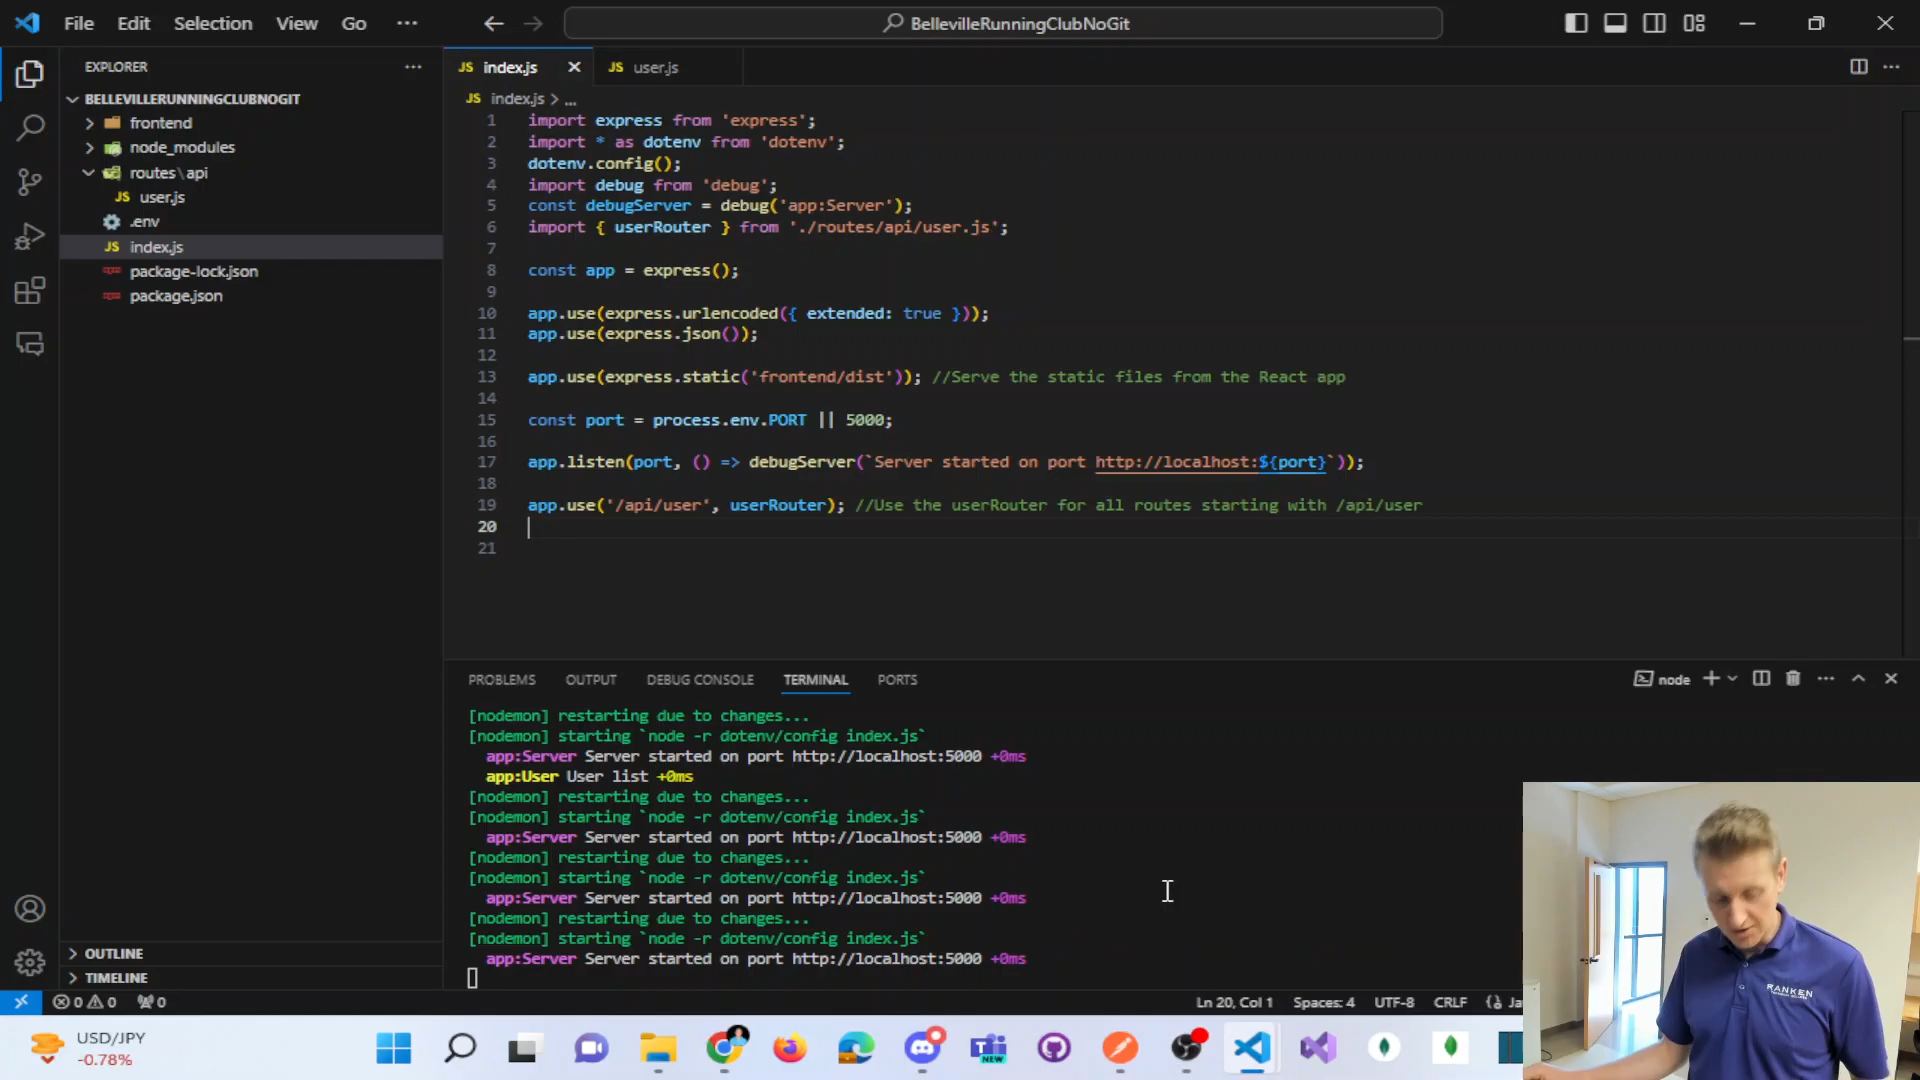 File Edit Selection View Go ··· BellevilleRunningClubNoGit
EXPLORER ···
BELLEVILLERUNNINGCLUBNOGIT
frontend
node_modules
routes\api
JS user.js
.env
JS index.js
package-lock.json
package.json
OUTLINE
TIMELINE
JS index.js JS user.js
JS index.js > ...
1 import express from 'express';
2 import * as dotenv from 'dotenv';
3 dotenv.config();
4 import debug from 'debug';
5 const debugServer = debug('app:Server');
6 import { userRouter } from './routes/api/user.js';
7
8 const app = express();
9
10 app.use(express.urlencoded({ extended: true }));
11 app.use(express.json());
12
13 app.use(express.static('frontend/dist')); //Serve the static files from the React app
14
15 const port = process.env.PORT || 5000;
16
17 app.listen(port, () => debugServer(`Server started on port http://localhost:${port}`));
18
19 app.use('/api/user', userRouter); //Use the userRouter for all routes starting with /api/user
20
21
PROBLEMS OUTPUT DEBUG CONSOLE TERMINAL PORTS node
[nodemon] restarting due to changes...
[nodemon] starting `node -r dotenv/config index.js`
app:Server Server started on port http://localhost:5000 +0ms
app:User User list +0ms
[nodemon] restarting due to changes...
[nodemon] starting `node -r dotenv/config index.js`
app:Server Server started on port http://localhost:5000 +0ms
[nodemon] restarting due to changes...
[nodemon] starting `node -r dotenv/config index.js`
app:Server Server started on port http://localhost:5000 +0ms
[nodemon] restarting due to changes...
[nodemon] starting `node -r dotenv/config index.js`
app:Server Server started on port http://localhost:5000 +0ms
0 0 0 Ln 20, Col 1 Spaces: 4 UTF-8 CRLF
RANKEN
USD/JPY
-0.78%
NEW